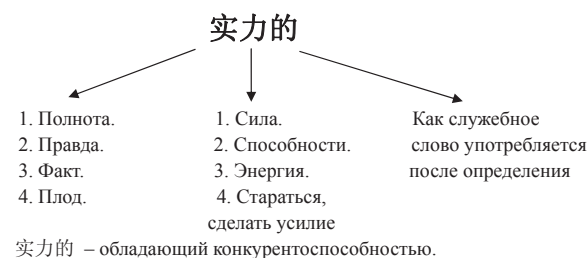 实力的
1. Полнота.
2. Правда.
3. Факт.
4. Плод.
1. Сила.
2. Способности.
3. Энергия.
4. Стараться,
сделать усилие
Как служебное
слово употребляется
после определения
实力的 – обладающий конкурентоспособностью.